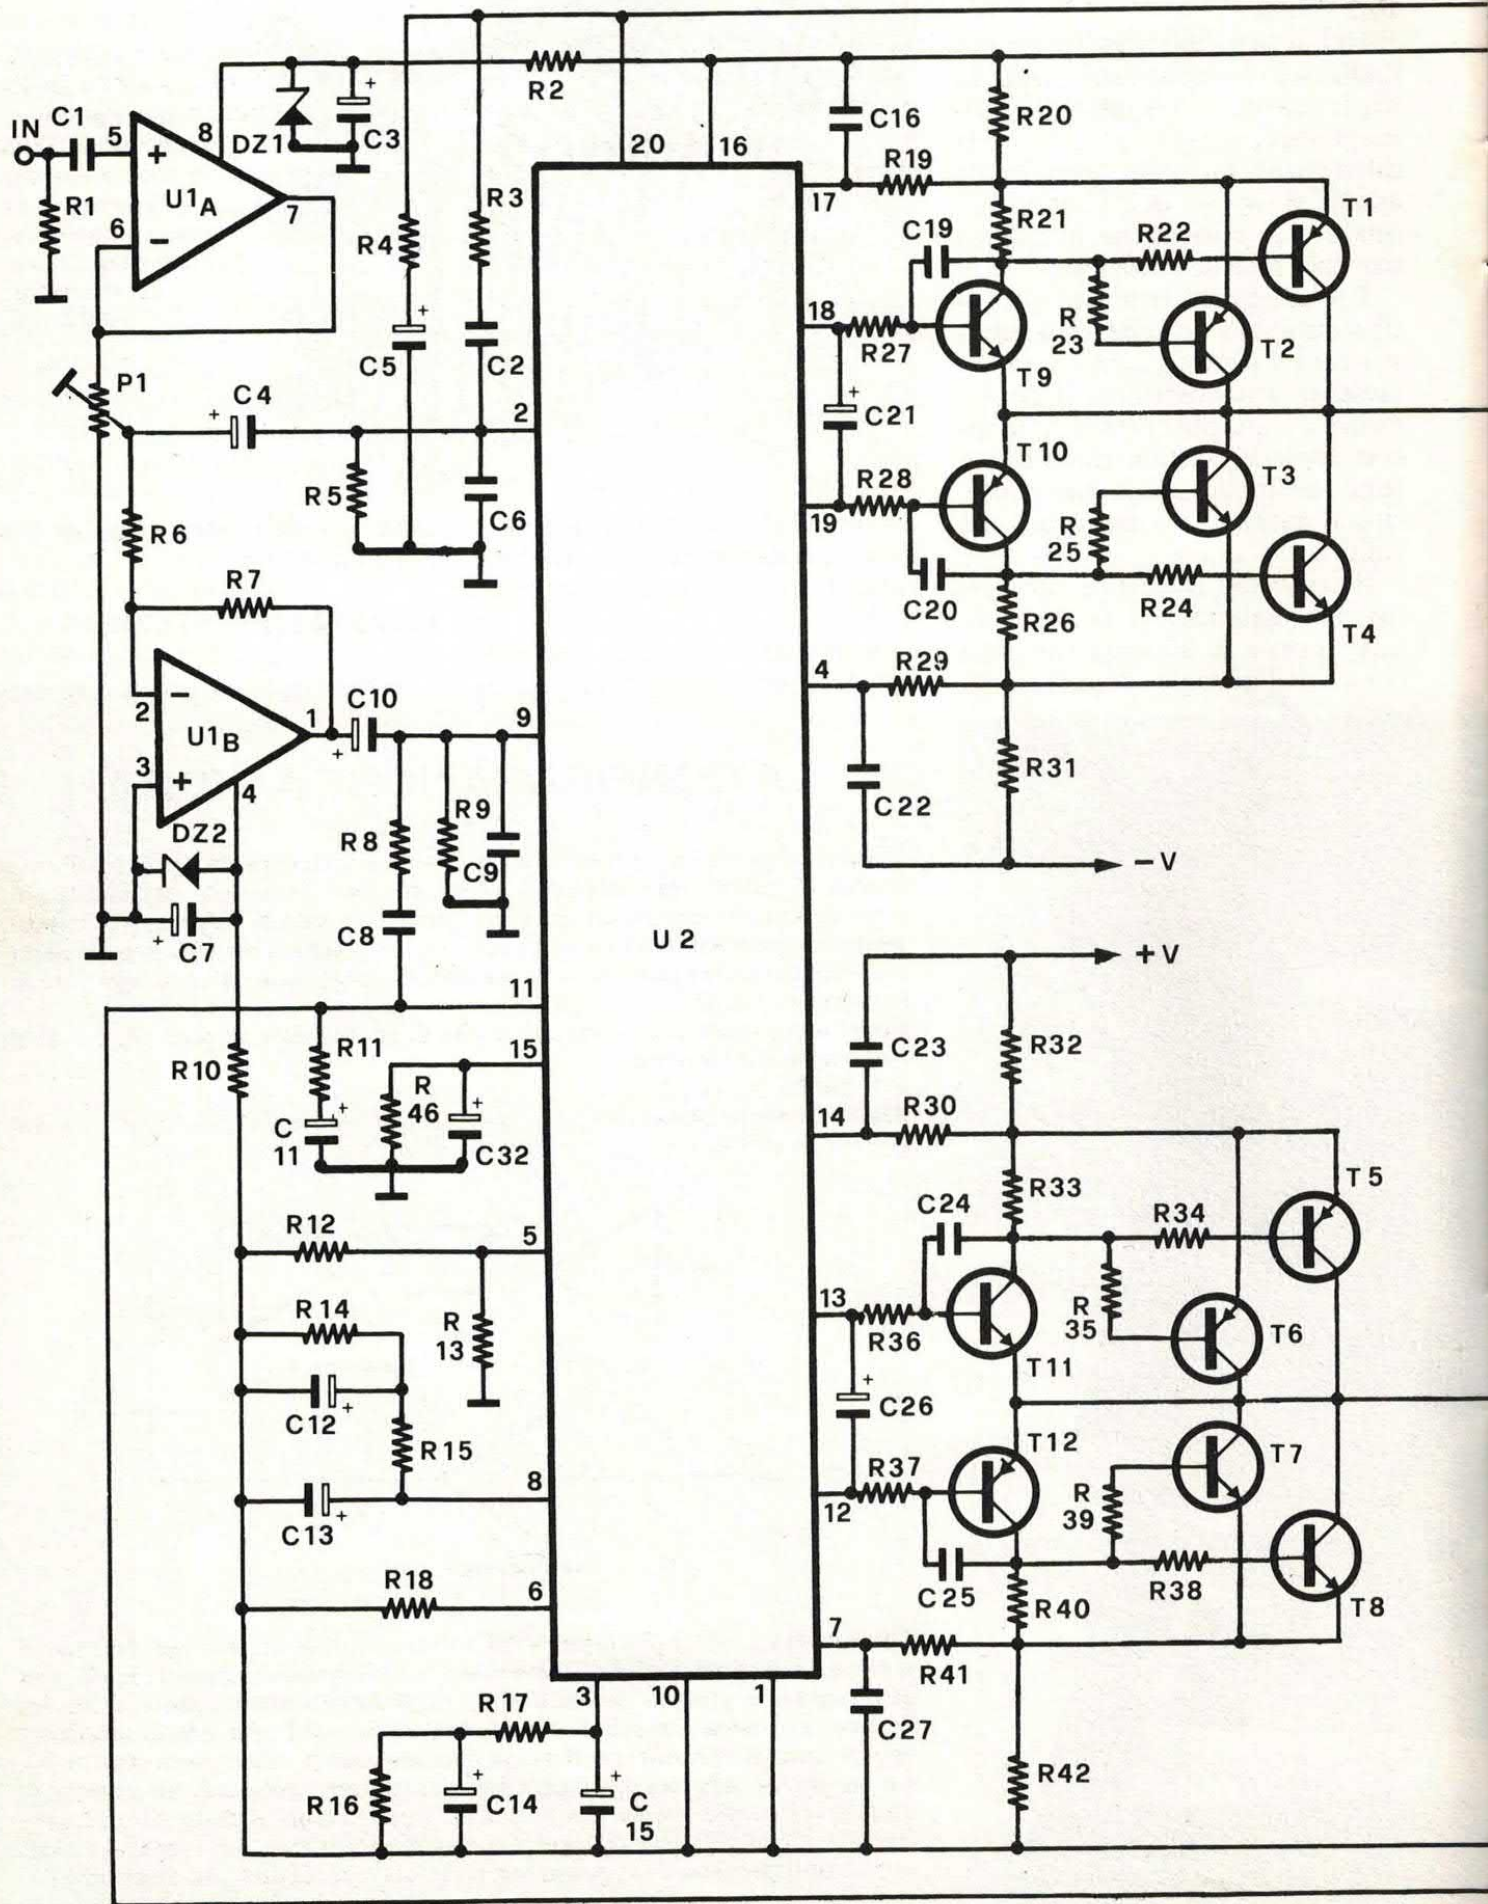 R2
IN
C1
5
+
8
DZ1
+
C3
20
16
C16
R20
R1
U1A
7
6
-
R3
R4
17
R19
R21
C19
R22
T1
+
C5
C2
18
R27
R
23
T2
T9
P1
+
C4
2
+
C21
T10
R5
C6
R28
19
T3
R6
R
25
R7
C20
R26
R24
T4
4
R29
2
-
U1B
1
C10
+
9
3
+
4
R31
C22
DZ2
R8
R9
C9
- V
+
C7
C8
U 2
+ V
11
R10
R11
15
C23
R32
R
46
+
C
11
+
C32
14
R30
R33
T5
C24
R34
R12
5
13
R36
R
35
T6
R14
R
13
T11
C12
+
+
C26
R15
T12
T7
8
R37
12
R
39
C13
+
R18
6
C25
R40
R38
T8
7
R41
R17
3
10
1
C27
R16
+
C14
+
C
15
R42